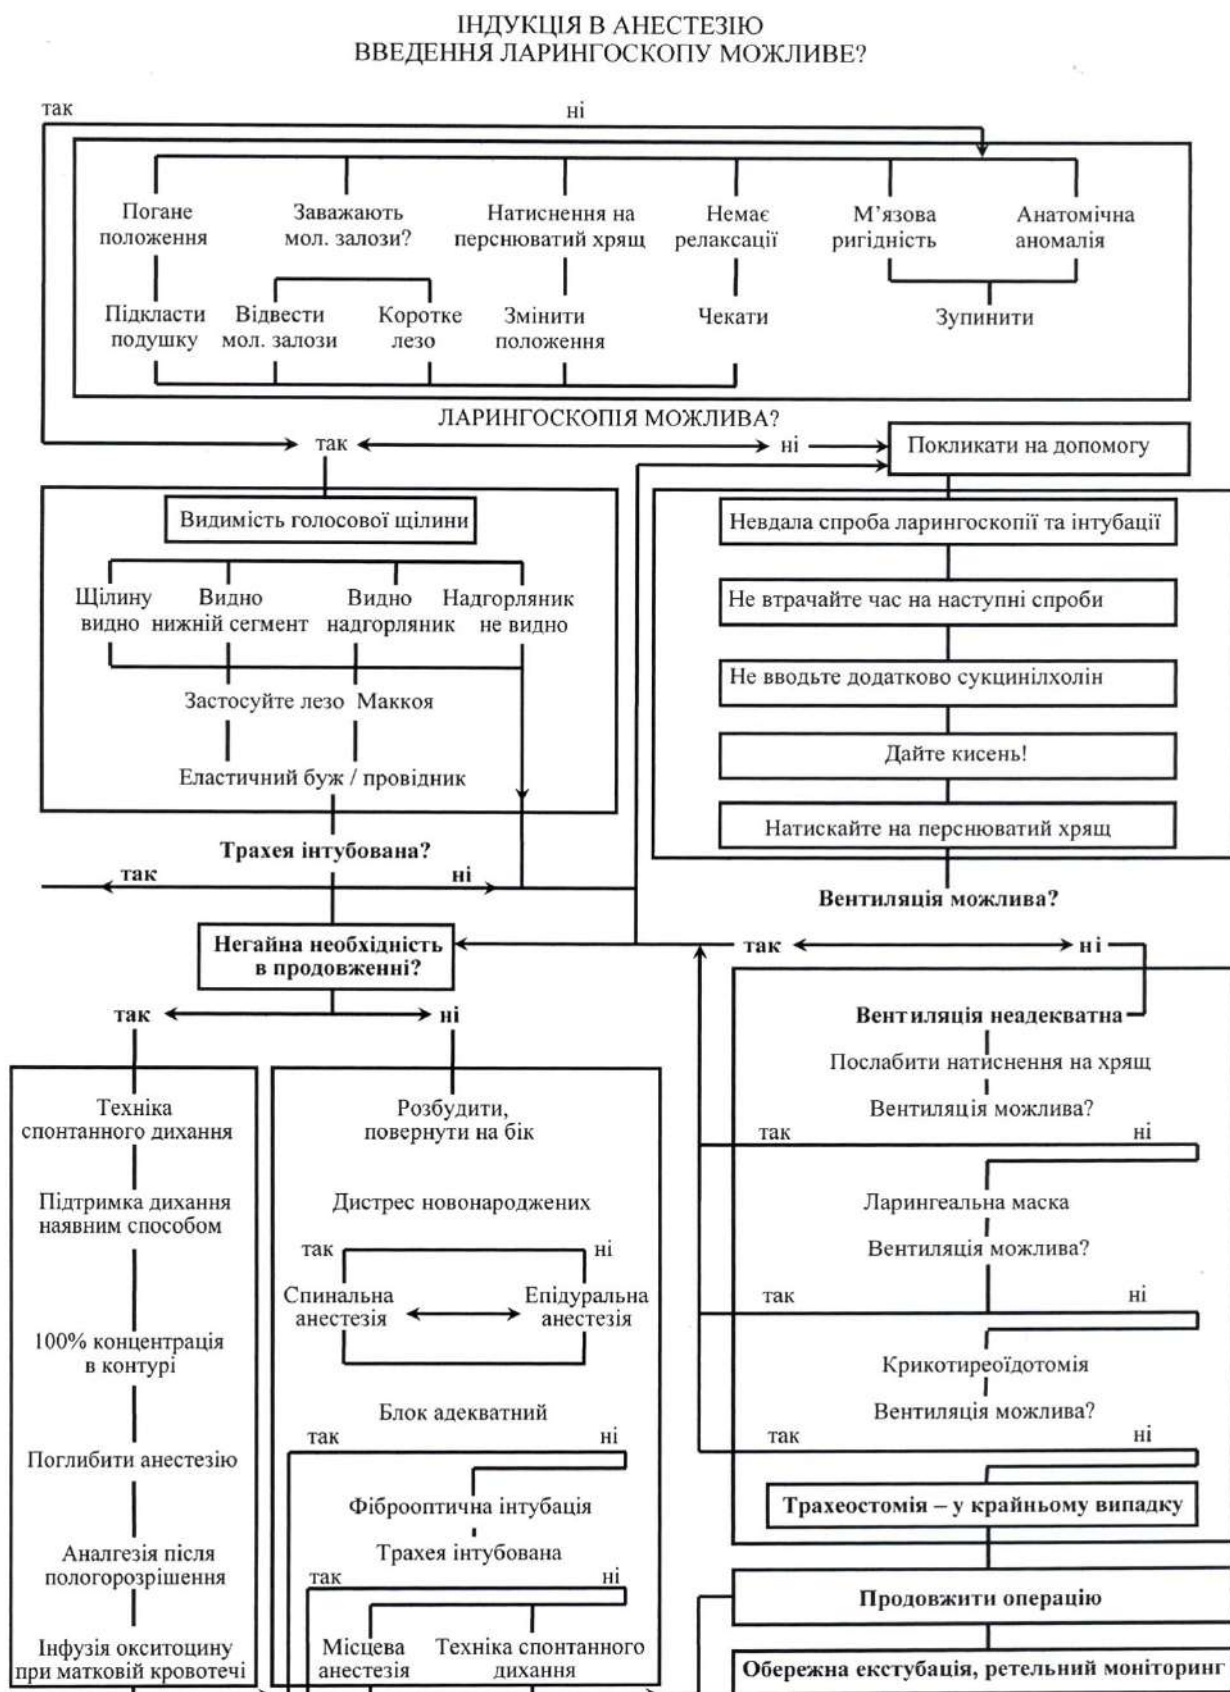 ІНДУКЦІЯ В АНЕСТЕЗІЮ
ВВЕДЕННЯ ЛАРИНГОСКОПУ МОЖЛИВЕ?
так ні
Погане положення
Заважають мол. залози?
Натиснення на перснюватий хрящ
Немає релаксації
М’язова ригідність
Анатомічна аномалія
Підкласти подушку
Відвести мол. залози
Коротке лезо
Змінити положення
Чекати
Зупинити
ЛАРИНГОСКОПІЯ МОЖЛИВА?
так ні
Покликати на допомогу
Видимість голосової щілини
Щілину видно
Видно нижній сегмент
Видно надгорляник
Надгорляник не видно
Застосуйте лезо Маккоя
Еластичний буж / провідник
Трахея інтубована?
так ні
Невдала спроба ларингоскопії та інтубації
Не втрачайте час на наступні спроби
Не вводьте додатково сукцинілхолін
Дайте кисень!
Натискайте на перснюватий хрящ
Вентиляція можлива?
так ні
Негайна необхідність
в продовженні?
так ні
Техніка
спонтанного дихання
Підтримка дихання
наявним способом
100% концентрація
в контурі
Поглибити анестезію
Аналгезія після
пологорозрішення
Інфузія окситоцину
при матковій кровотечі
Розбудити,
повернути на бік
Дистрес новонароджених
так ні
Спинальна анестезія
Епідуральна анестезія
Блок адекватний
так ні
Фіброоптична інтубація
Трахея інтубована
так ні
Місцева анестезія
Техніка спонтанного дихання
Вентиляція неадекватна
Послабити натиснення на хрящ
Вентиляція можлива?
так ні
Ларингеальна маска
Вентиляція можлива?
так ні
Крикотиреоїдотомія
Вентиляція можлива?
так ні
Трахеостомія – у крайньому випадку
Продовжити операцію
Обережна екстубація, ретельний моніторинг